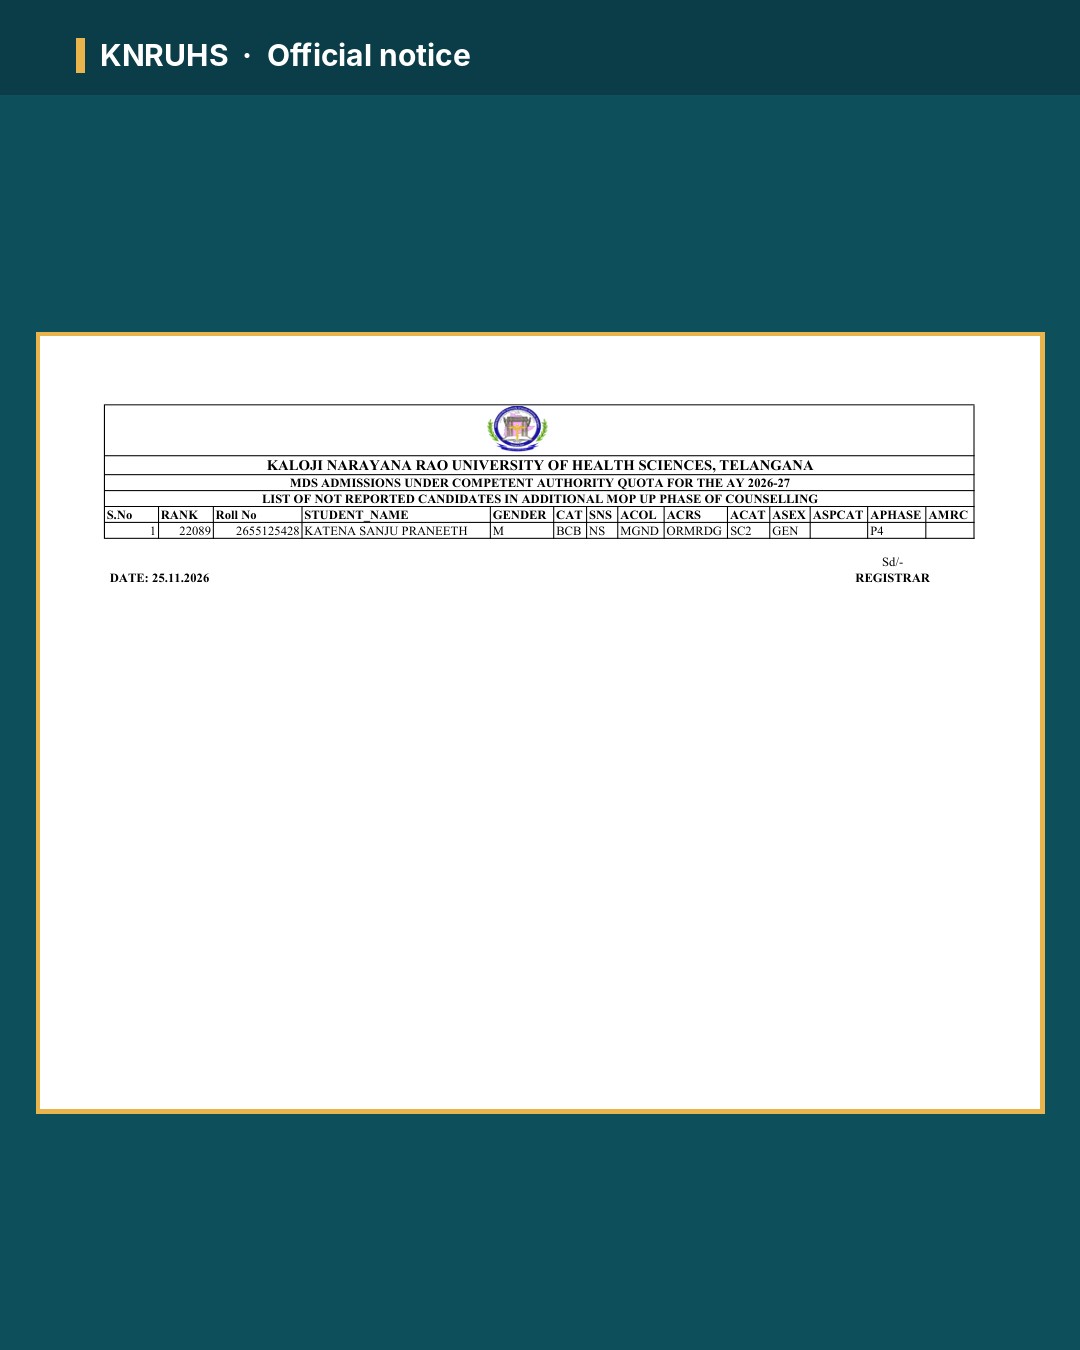 KNRUHS · Official notice
KALOJI NARAYANA RAO UNIVERSITY OF HEALTH SCIENCES, TELANGANA
MDS ADMISSIONS UNDER COMPETENT AUTHORITY QUOTA FOR THE AY 2026-27
LIST OF NOT REPORTED CANDIDATES IN ADDITIONAL MOP UP PHASE OF COUNSELLING
S.No RANK Roll No STUDENT_NAME GENDER CAT SNS ACOL ACRS ACAT ASEX ASPCAT APHASE AMRC
1 22089 2655125428 KATENA SANJU PRANEETH M BCB NS MGND ORMRDG SC2 GEN P4
Sd/-
DATE: 25.11.2026 REGISTRAR